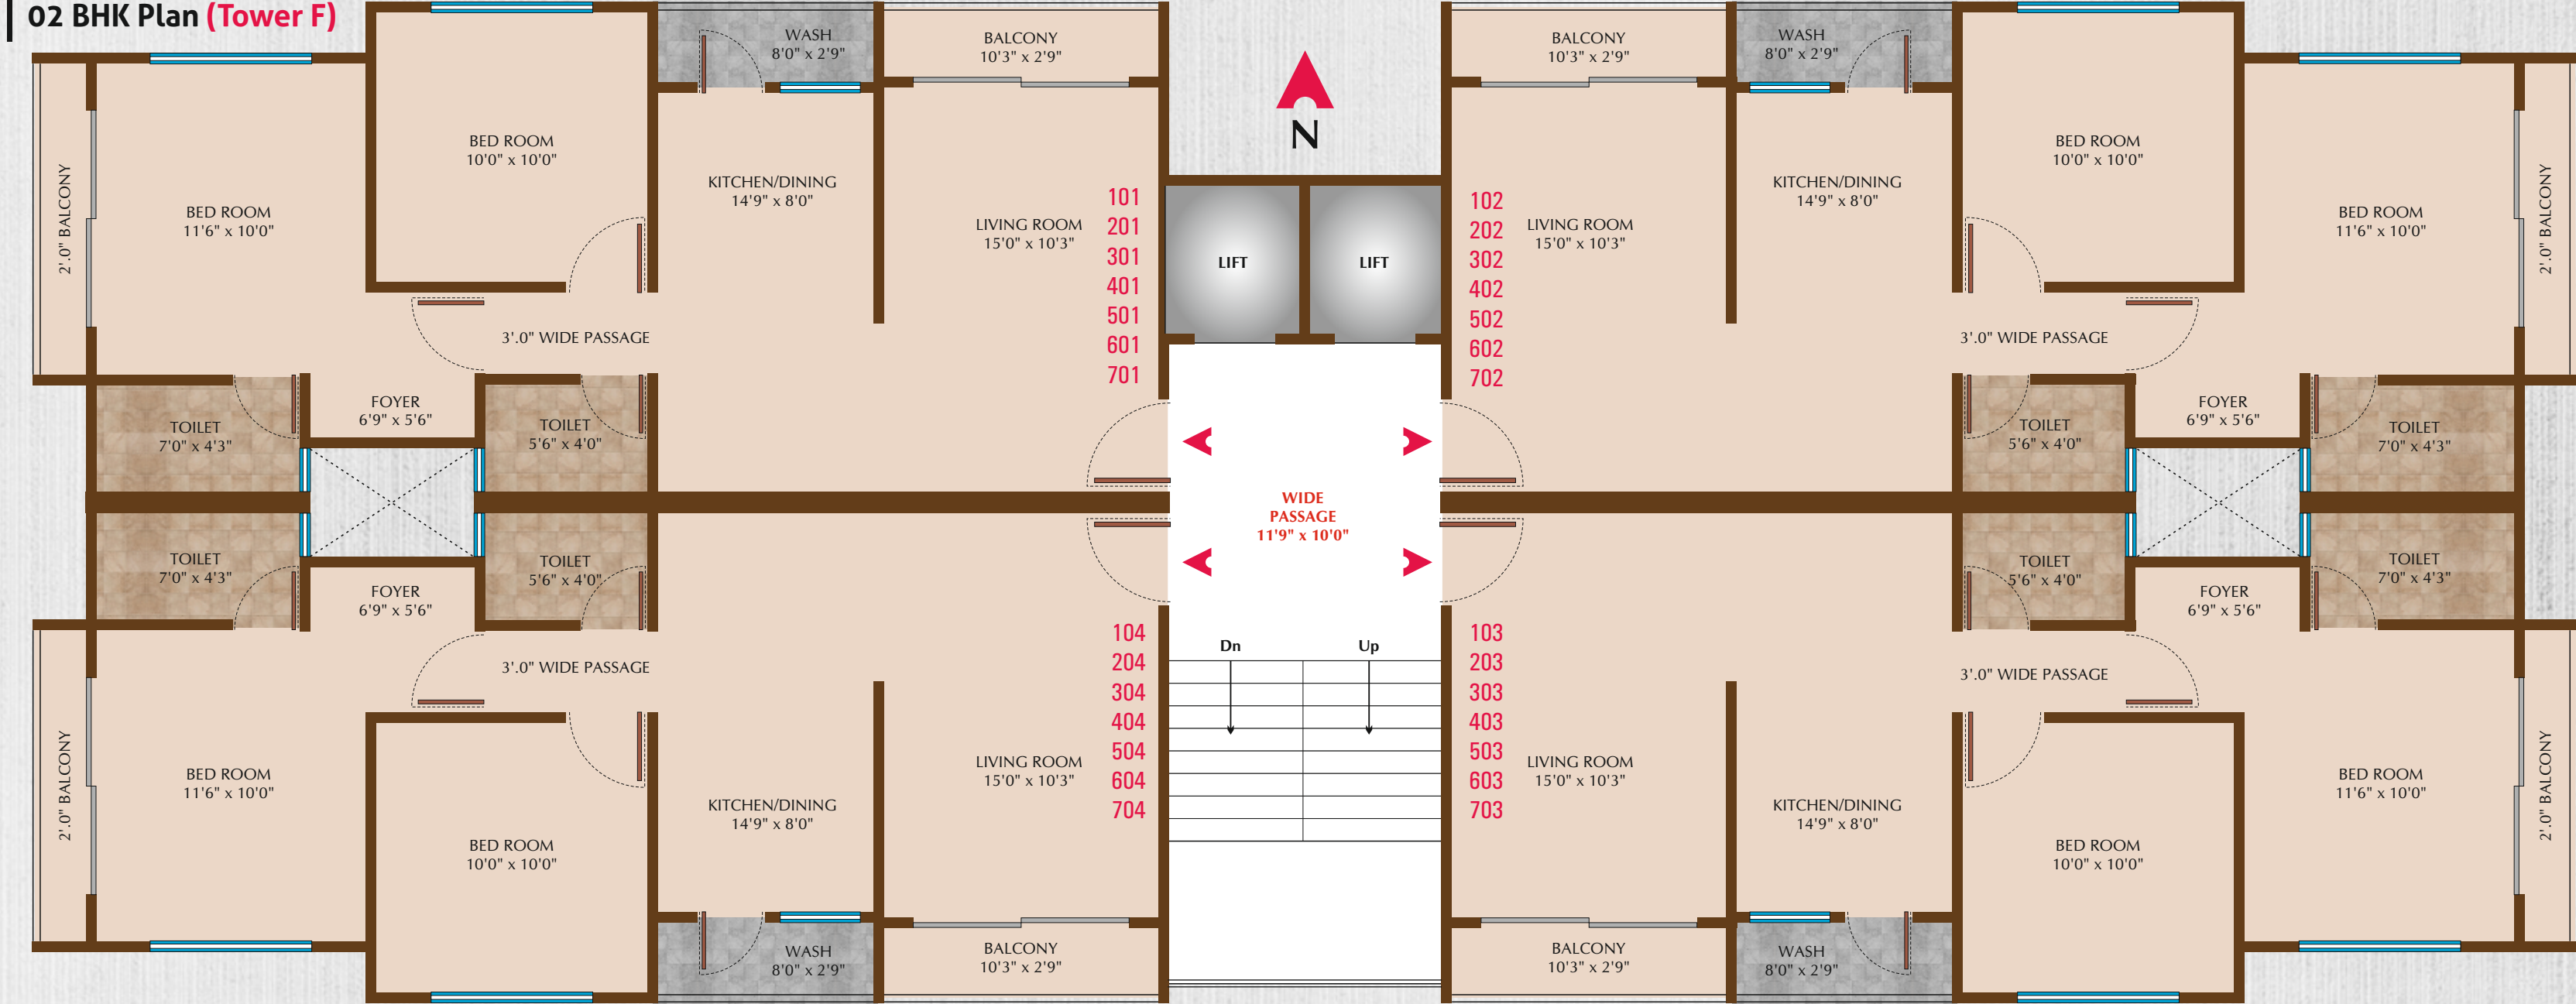 02 BHK Plan (Tower F)
WASH
8'0" x 2'9"
BALCONY
10'3" x 2'9"
BALCONY
10'3" x 2'9"
WASH
8'0" x 2'9"
N
BED ROOM
10'0" x 10'0"
BED ROOM
10'0" x 10'0"
2'.0" BALCONY
BED ROOM
11'6" x 10'0"
KITCHEN/DINING
14'9" x 8'0"
LIVING ROOM
15'0" x 10'3"
101
201
301
401
501
601
701
LIFT
LIFT
102
202
302
402
502
602
702
LIVING ROOM
15'0" x 10'3"
KITCHEN/DINING
14'9" x 8'0"
BED ROOM
11'6" x 10'0"
2'.0" BALCONY
3'.0" WIDE PASSAGE
3'.0" WIDE PASSAGE
TOILET
7'0" x 4'3"
FOYER
6'9" x 5'6"
TOILET
5'6" x 4'0"
TOILET
5'6" x 4'0"
FOYER
6'9" x 5'6"
TOILET
7'0" x 4'3"
WIDE
PASSAGE
11'9" x 10'0"
TOILET
7'0" x 4'3"
FOYER
6'9" x 5'6"
TOILET
5'6" x 4'0"
TOILET
5'6" x 4'0"
FOYER
6'9" x 5'6"
TOILET
7'0" x 4'3"
3'.0" WIDE PASSAGE
3'.0" WIDE PASSAGE
104
204
304
404
504
604
704
Dn
Up
103
203
303
403
503
603
703
2'.0" BALCONY
BED ROOM
11'6" x 10'0"
KITCHEN/DINING
14'9" x 8'0"
LIVING ROOM
15'0" x 10'3"
LIVING ROOM
15'0" x 10'3"
KITCHEN/DINING
14'9" x 8'0"
BED ROOM
11'6" x 10'0"
2'.0" BALCONY
BED ROOM
10'0" x 10'0"
BED ROOM
10'0" x 10'0"
WASH
8'0" x 2'9"
BALCONY
10'3" x 2'9"
BALCONY
10'3" x 2'9"
WASH
8'0" x 2'9"